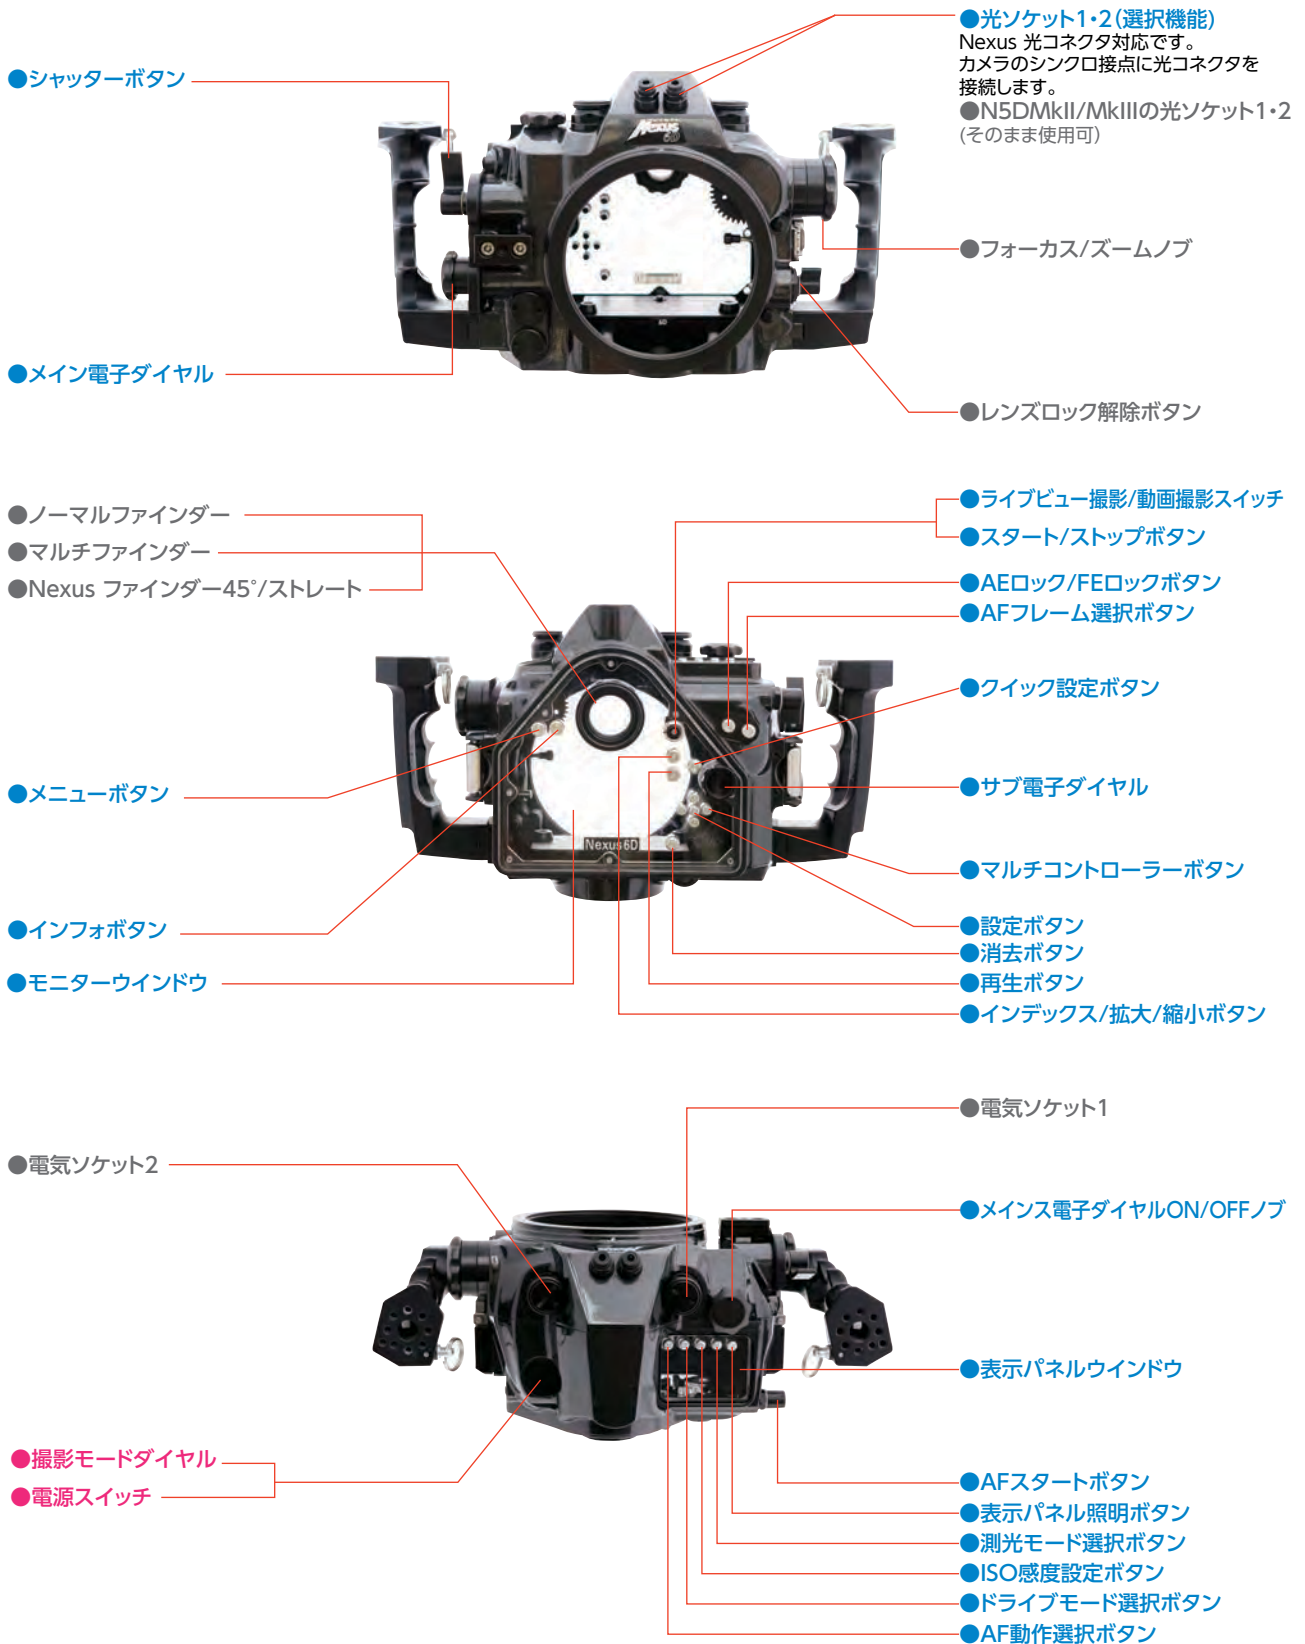 ●光ソケット1・2(選択機能)
Nexus 光コネクタ対応です。
カメラのシンクロ接点に光コネクタを
接続します。
●N5DMkII/MkIIIの光ソケット1・2
(そのまま使用可)
●シャッターボタン
Nexus
6D
●フォーカス/ズームノブ
●メイン電子ダイヤル
●レンズロック解除ボタン
●ノーマルファインダー
●マルチファインダー
●Nexus ファインダー45°/ストレート
●ライブビュー撮影/動画撮影スイッチ
●スタート/ストップボタン
●AEロック/FEロックボタン
●AFフレーム選択ボタン
●クイック設定ボタン
●メニューボタン
●サブ電子ダイヤル
Nexus6D
●マルチコントローラーボタン
●インフォボタン
●設定ボタン
●消去ボタン
●モニターウインドウ
●再生ボタン
●インデックス/拡大/縮小ボタン
●電気ソケット1
●電気ソケット2
●メインス電子ダイヤルON/OFFノブ
●表示パネルウインドウ
●撮影モードダイヤル
●電源スイッチ
●AFスタートボタン
●表示パネル照明ボタン
●測光モード選択ボタン
●ISO感度設定ボタン
●ドライブモード選択ボタン
●AF動作選択ボタン